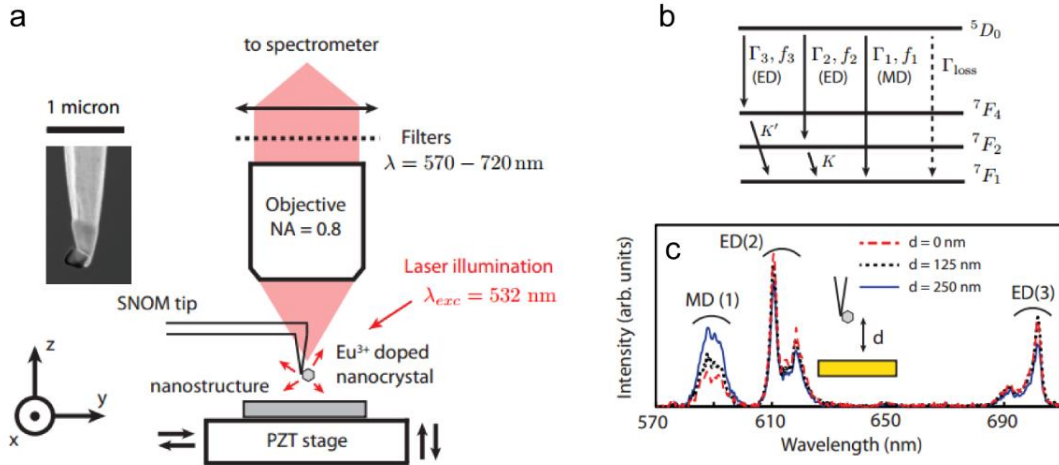 a
1 micron
to spectrometer
Filters
λ = 570 − 720 nm
Objective
NA = 0.8
Laser illumination
λexc = 532 nm
SNOM tip
Eu³⁺ doped
nanocrystal
nanostructure
PZT stage
z
y
x
b
⁵D₀
Γ₃, f₃
(ED)
Γ₂, f₂
(ED)
Γ₁, f₁
(MD)
Γloss
⁷F₄
K′
⁷F₂
K
⁷F₁
c
Intensity (arb. units)
MD (1)
ED(2)
ED(3)
d = 0 nm
d = 125 nm
d = 250 nm
d
570
610
650
690
Wavelength (nm)